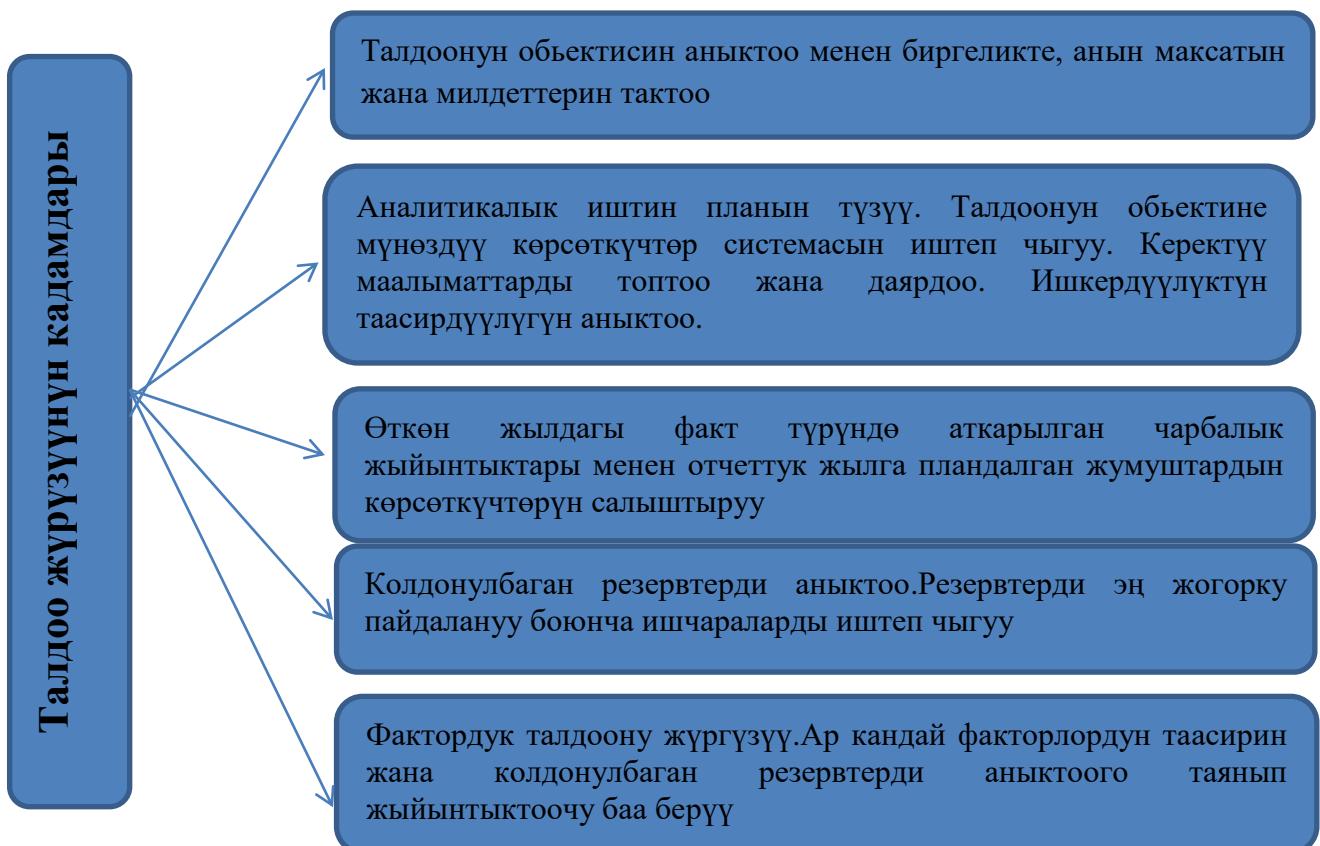 Талдоо жүрүзүүнүн кадамдары
Талдоонун обьектисин аныктоо менен биргеликте, анын максатын
жана милдеттерин тактоо
Аналитикалык иштин планын түзүү. Талдоонун обьектине
мүнөздүү көрсөткүчтөр системасын иштеп чыгуу. Керектүү
маалыматтарды топтоо жана даярдоо. Ишкердүүлүктүн
таасирдүүлүгүн аныктоо.
Өткөн жылдагы факт түрүндө аткарылган чарбалык
жыйынтыктары менен отчеттук жылга пландалган жумуштардын
көрсөткүчтөрүн салыштыруу
Колдонулбаган резервтерди аныктоо.Резервтерди эң жогорку
пайдалануу боюнча ишчараларды иштеп чыгуу
Фактордук талдоону жүргүзүү.Ар кандай факторлордун таасирин
жана колдонулбаган резервтерди аныктоого таянып
жыйынтыктоочу баа берүү